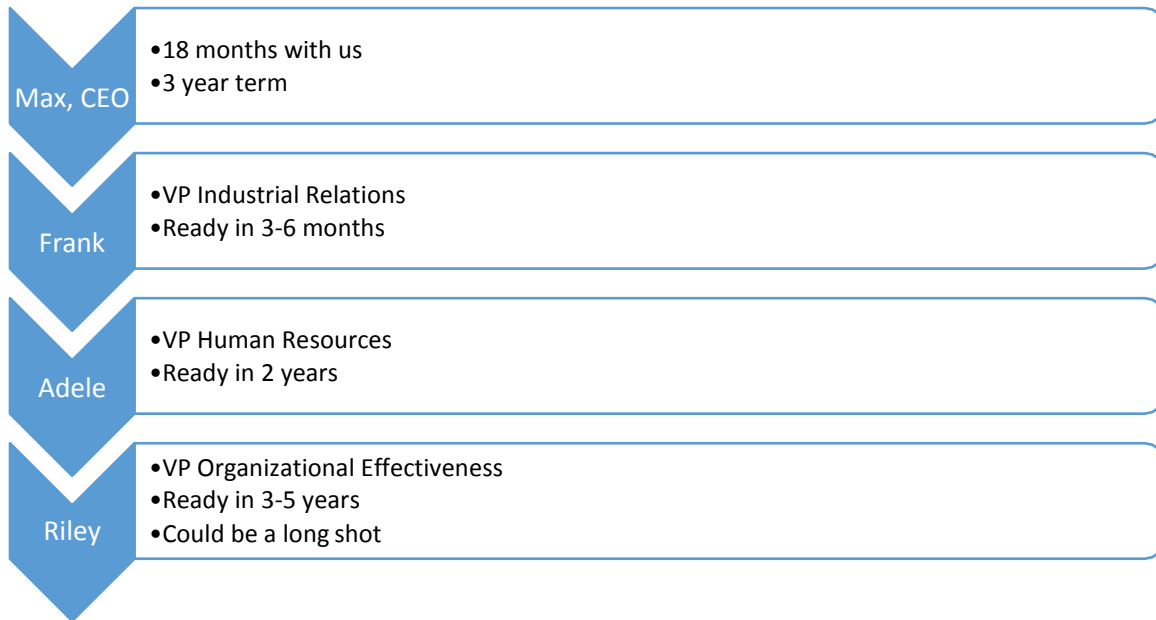 Max, CEO
•18 months with us
•3 year term
Frank
•VP Industrial Relations
•Ready in 3-6 months
Adele
•VP Human Resources
•Ready in 2 years
Riley
•VP Organizational Effectiveness
•Ready in 3-5 years
•Could be a long shot